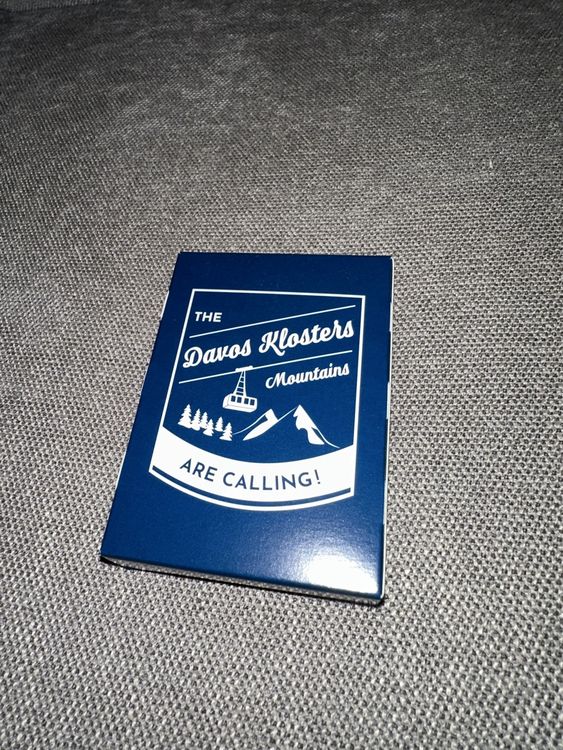 THE
Davos Klosters
Mountains
ARE CALLING!